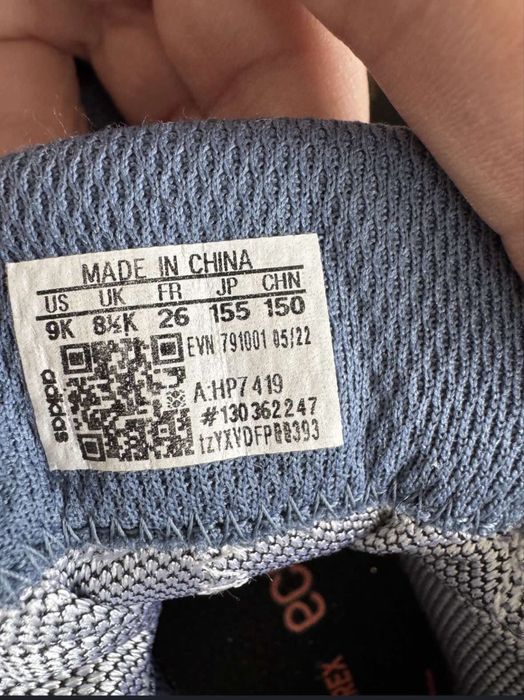 MADE IN CHINA
US UK FR JP CHN
9K 8½K 26 155 150
EVN 791001 05/22
adidas
A:HP7419
#130362247